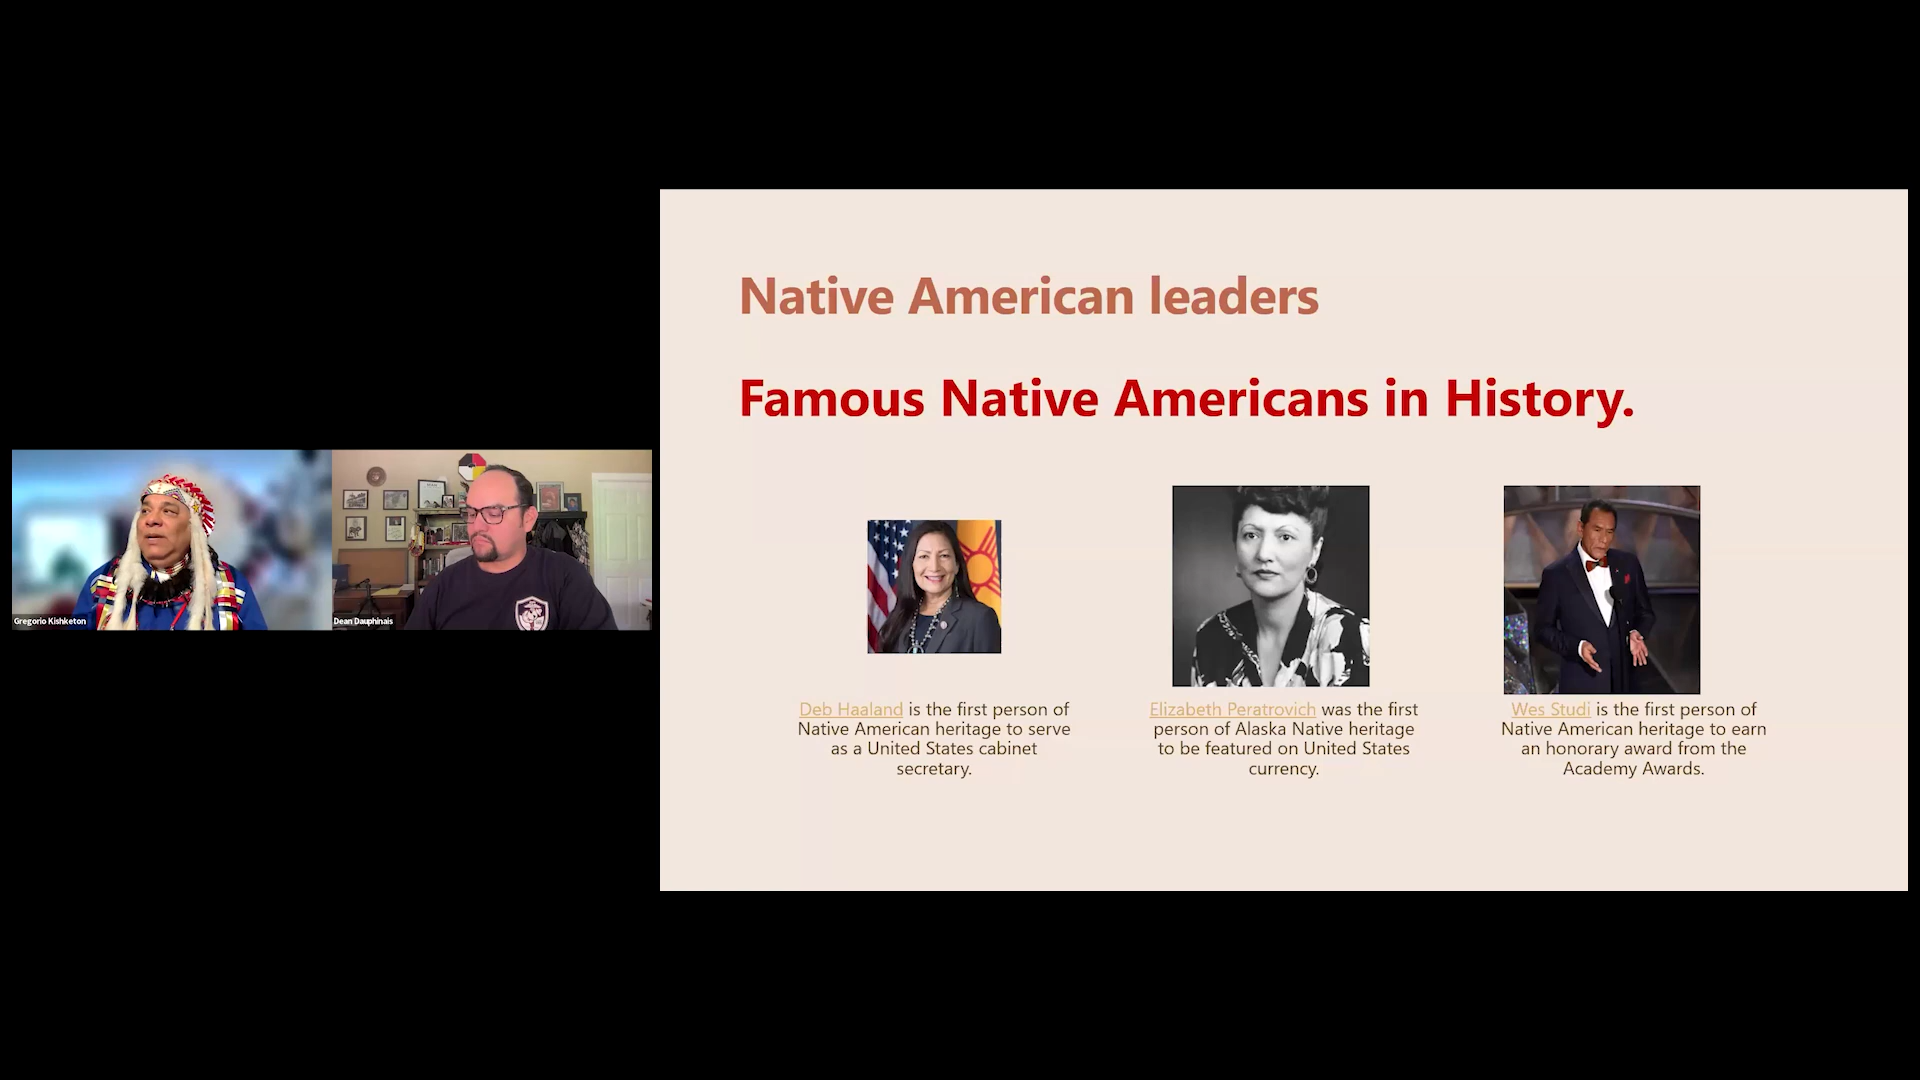 Native American leaders
Famous Native Americans in History.
Gregorio Kishketon
Dean Dauphinais
Deb Haaland is the first person of
Native American heritage to serve
as a United States cabinet
secretary.
Elizabeth Peratrovich was the first
person of Alaska Native heritage
to be featured on United States
currency.
Wes Studi is the first person of
Native American heritage to earn
an honorary award from the
Academy Awards.